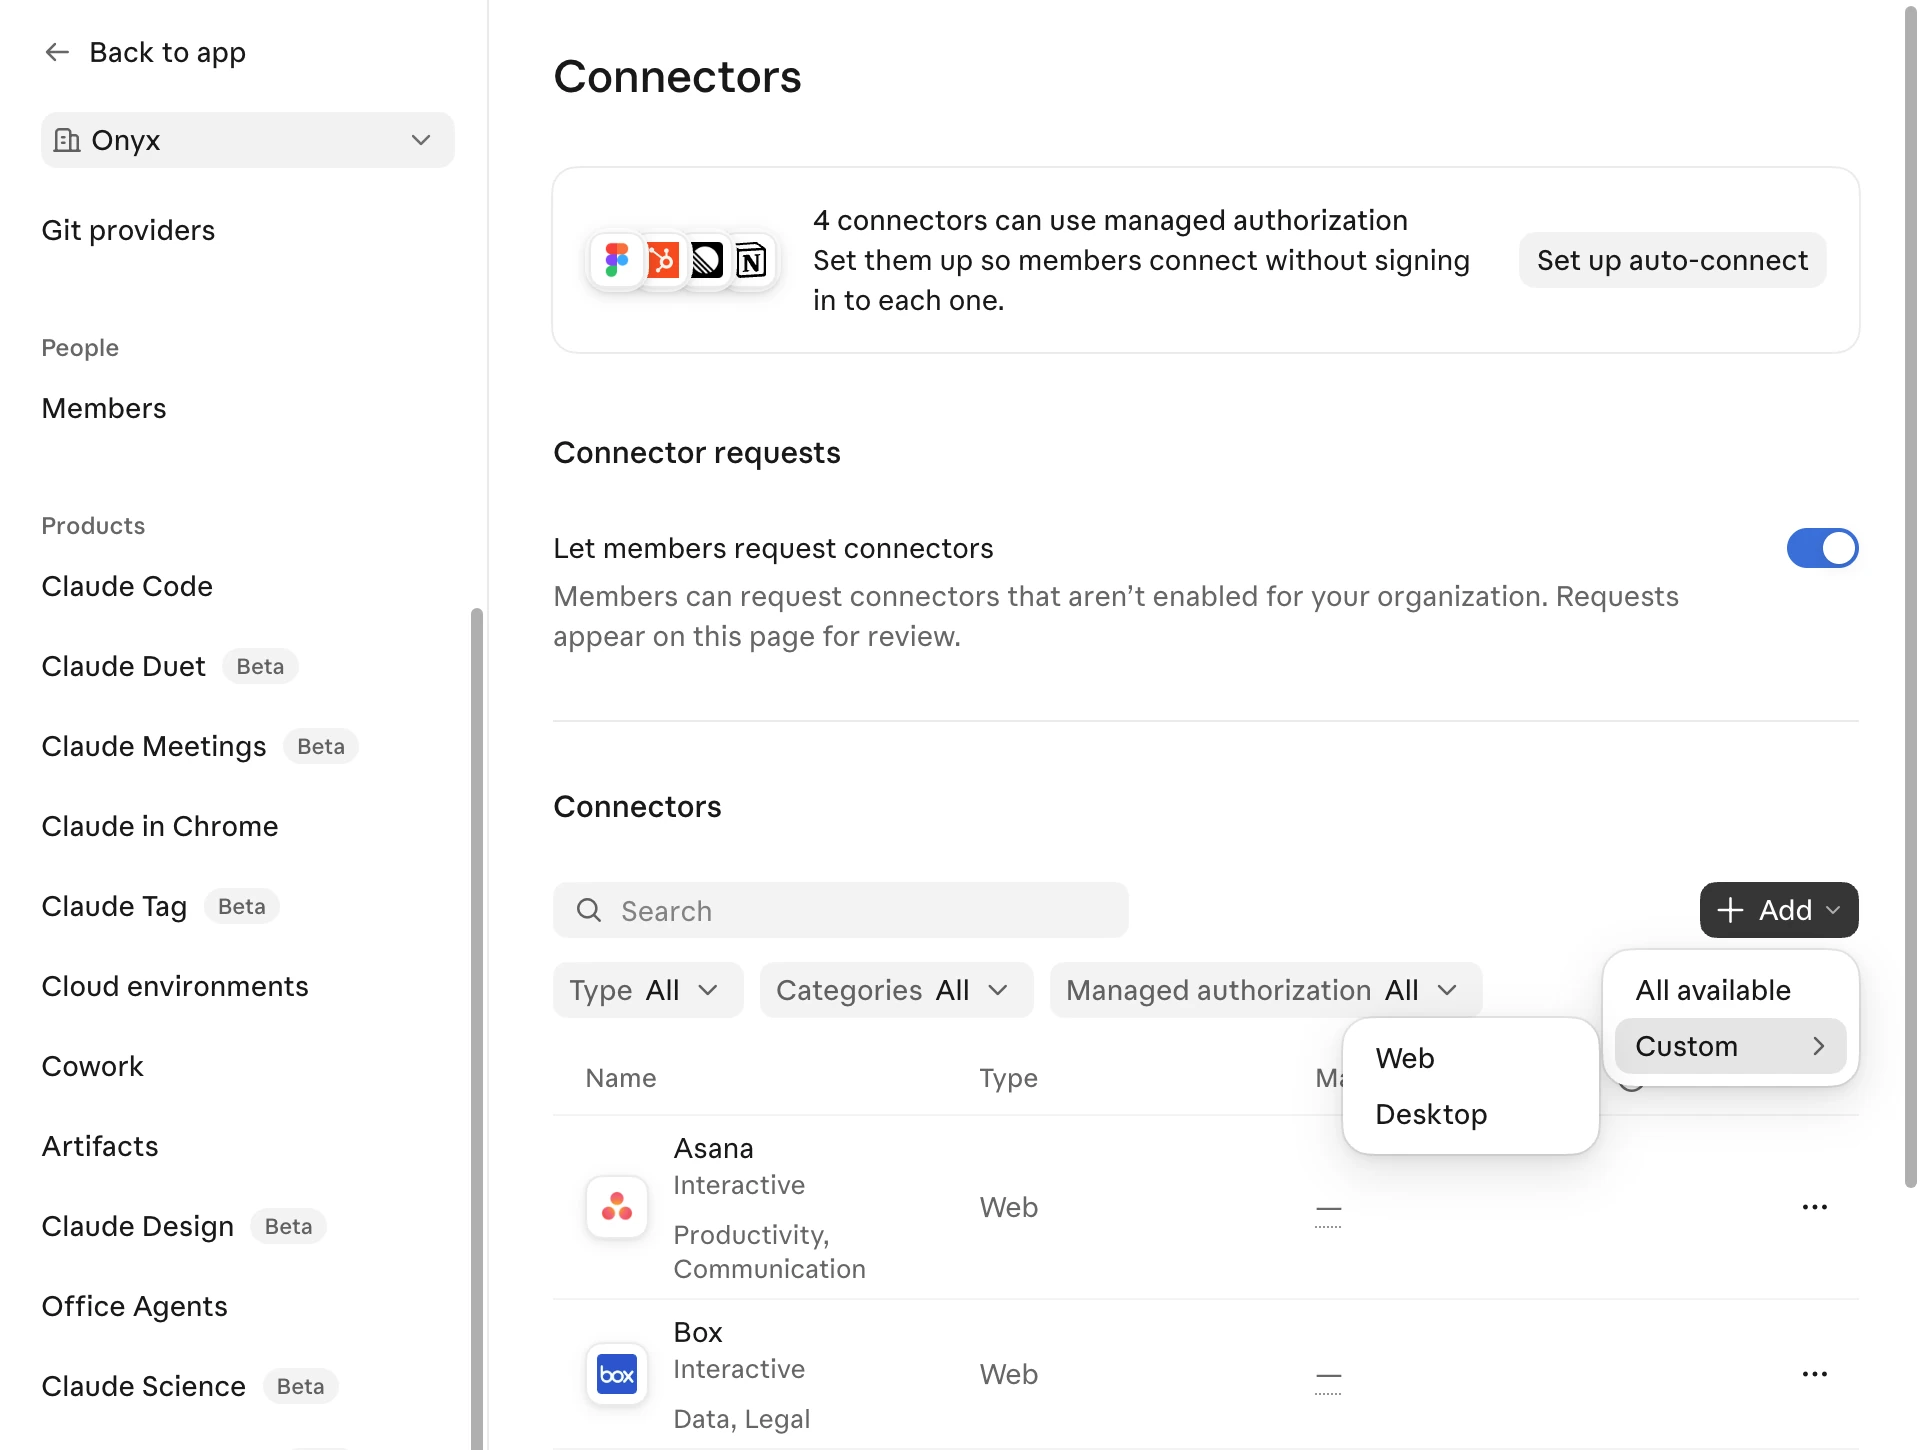 Back to app
Onyx
Git providers
People
Members
Products
Claude Code
Claude Duet Beta
Claude Meetings Beta
Claude in Chrome
Claude Tag Beta
Cloud environments
Cowork
Artifacts
Claude Design Beta
Office Agents
Claude Science Beta
Connectors
4 connectors can use managed authorization
Set them up so members connect without signing
in to each one.
Set up auto-connect
Connector requests
Let members request connectors
Members can request connectors that aren’t enabled for your organization. Requests
appear on this page for review.
Connectors
Search
Add
Type All
Categories All
Managed authorization All
All available
Custom
Web
Desktop
Name
Type
Asana
Interactive
Productivity,
Communication
Web
—
Box
Interactive
Data, Legal
Web
—
box